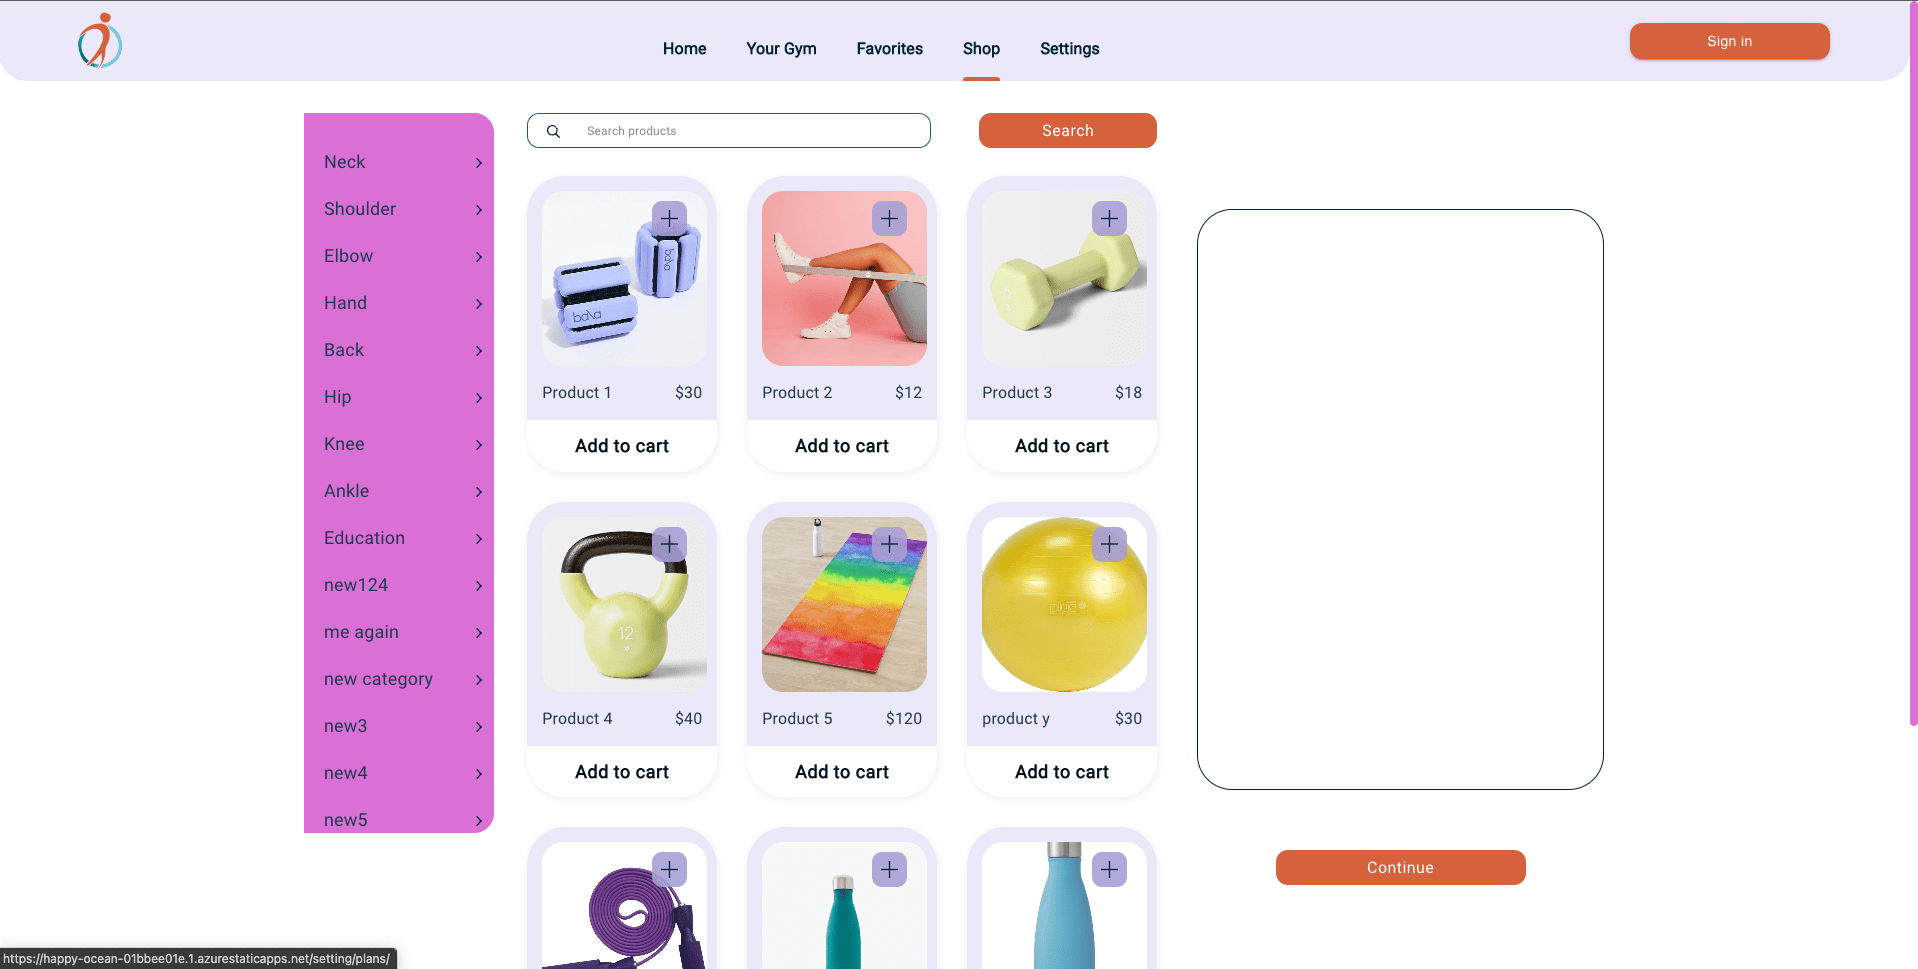 Home Your Gym Favorites Shop Settings Sign in
Search products Search
Neck
Shoulder
Elbow
Hand
Back
Hip
Knee
Ankle
Education
new124
me again
new category
new3
new4
new5
bala
bala
Product 1 $30
Product 2 $12
Product 3 $18
Add to cart
Add to cart
Add to cart
12
Product 4 $40
Product 5 $120
product y $30
Add to cart
Add to cart
Add to cart
Continue
https://happy-ocean-01bbee01e.1.azurestaticapps.net/setting/plans/